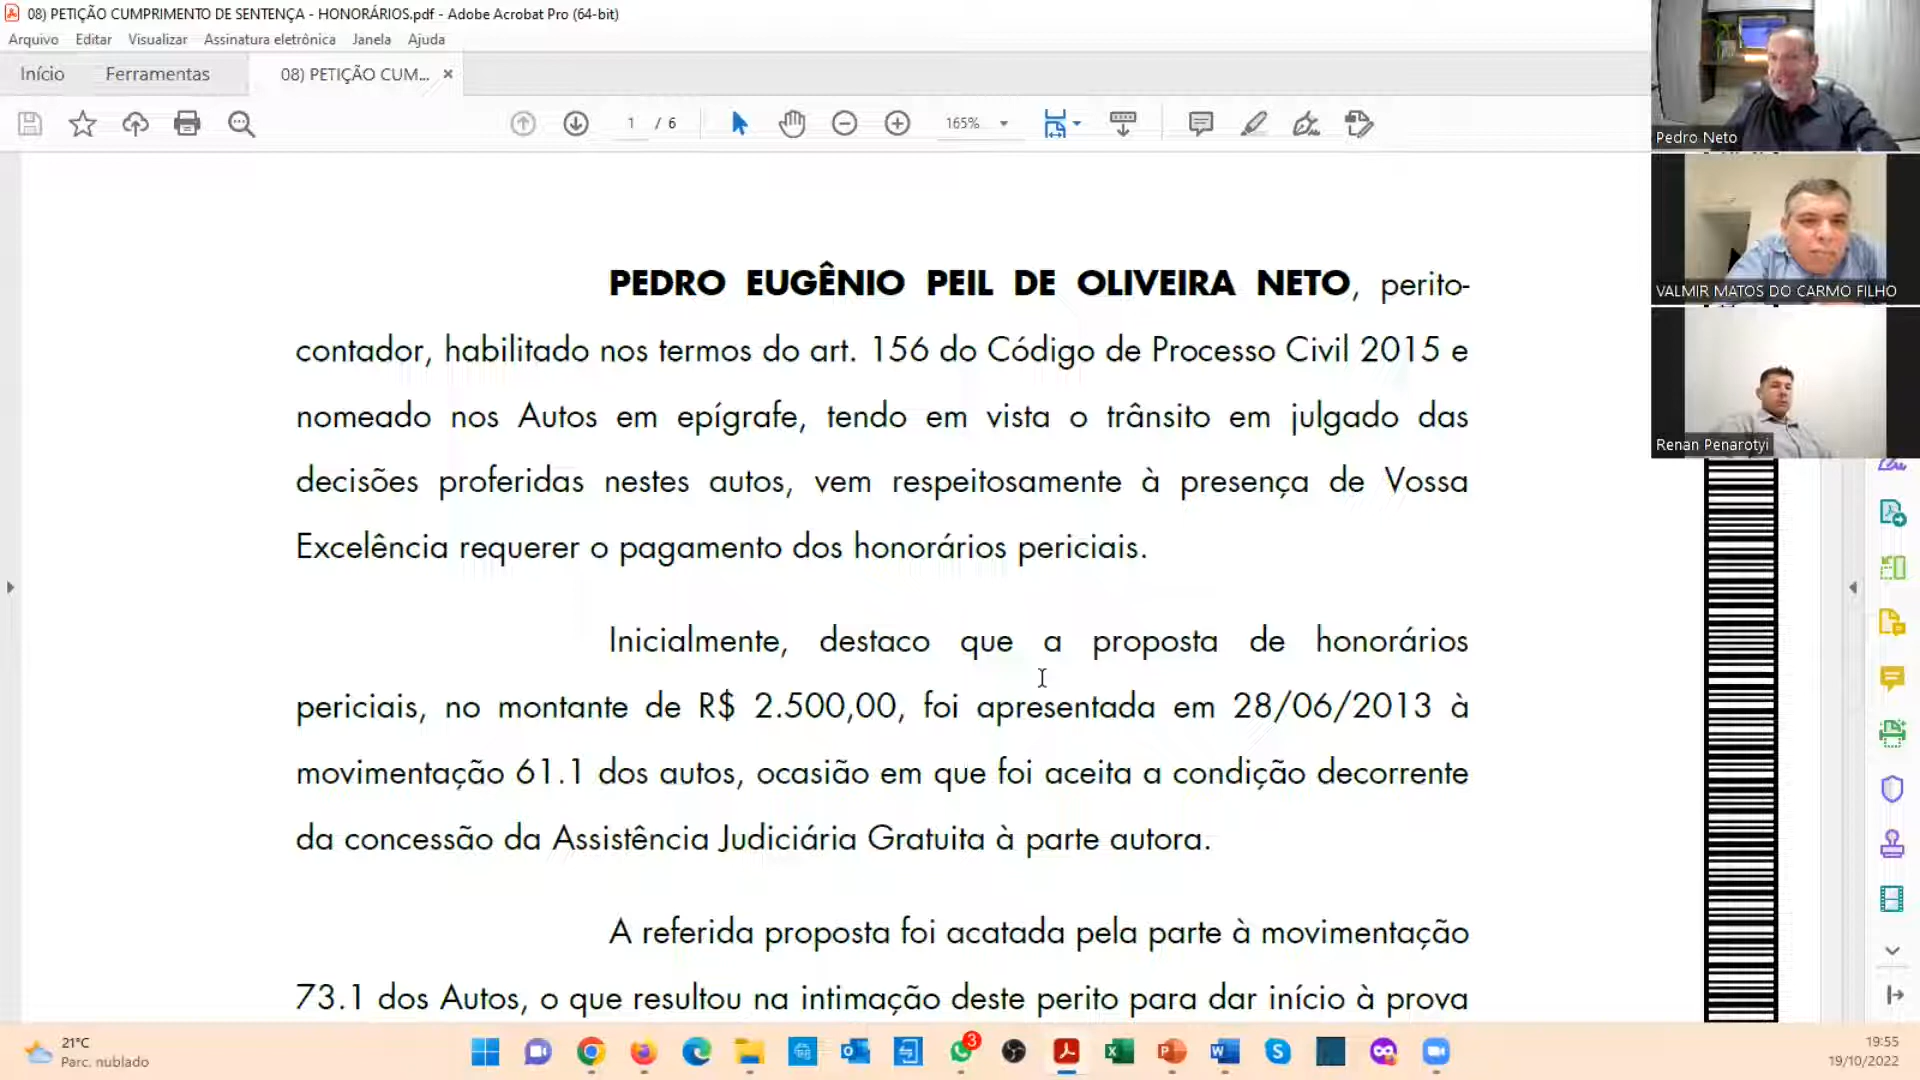 08) PETIÇÃO CUMPRIMENTO DE SENTENÇA - HONORÁRIOS.pdf - Adobe Acrobat Pro (64-bit)
Arquivo Editar Visualizar Assinatura eletrônica Janela Ajuda
Início Ferramentas 08) PETIÇÃO CUM... ×
1 / 6 165%
Pedro Neto
VALMIR MATOS DO CARMO FILHO
Renan Penarotyi
PEDRO EUGÊNIO PEIL DE OLIVEIRA NETO, perito-
contador, habilitado nos termos do art. 156 do Código de Processo Civil 2015 e
nomeado nos Autos em epígrafe, tendo em vista o trânsito em julgado das
decisões proferidas nestes autos, vem respeitosamente à presença de Vossa
Excelência requerer o pagamento dos honorários periciais.
Inicialmente, destaco que a proposta de honorários
periciais, no montante de R$ 2.500,00, foi apresentada em 28/06/2013 à
movimentação 61.1 dos autos, ocasião em que foi aceita a condição decorrente
da concessão da Assistência Judiciária Gratuita à parte autora.
A referida proposta foi acatada pela parte à movimentação
73.1 dos Autos, o que resultou na intimação deste perito para dar início à prova
21°C
Parc. nublado
3
19:55
19/10/2022